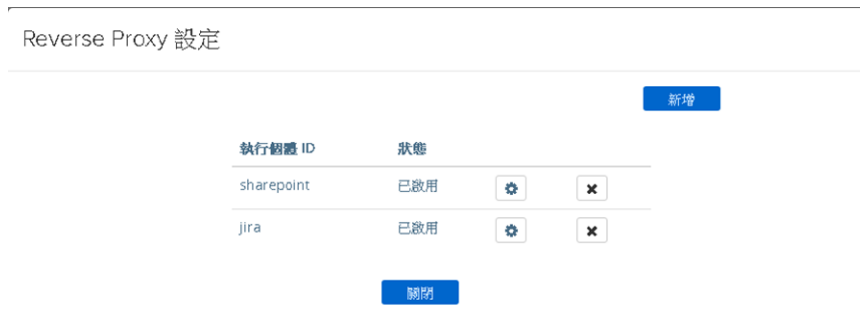 Reverse Proxy 設定
新增
執行個體 ID 狀態
sharepoint 已啟用
jira 已啟用
關閉